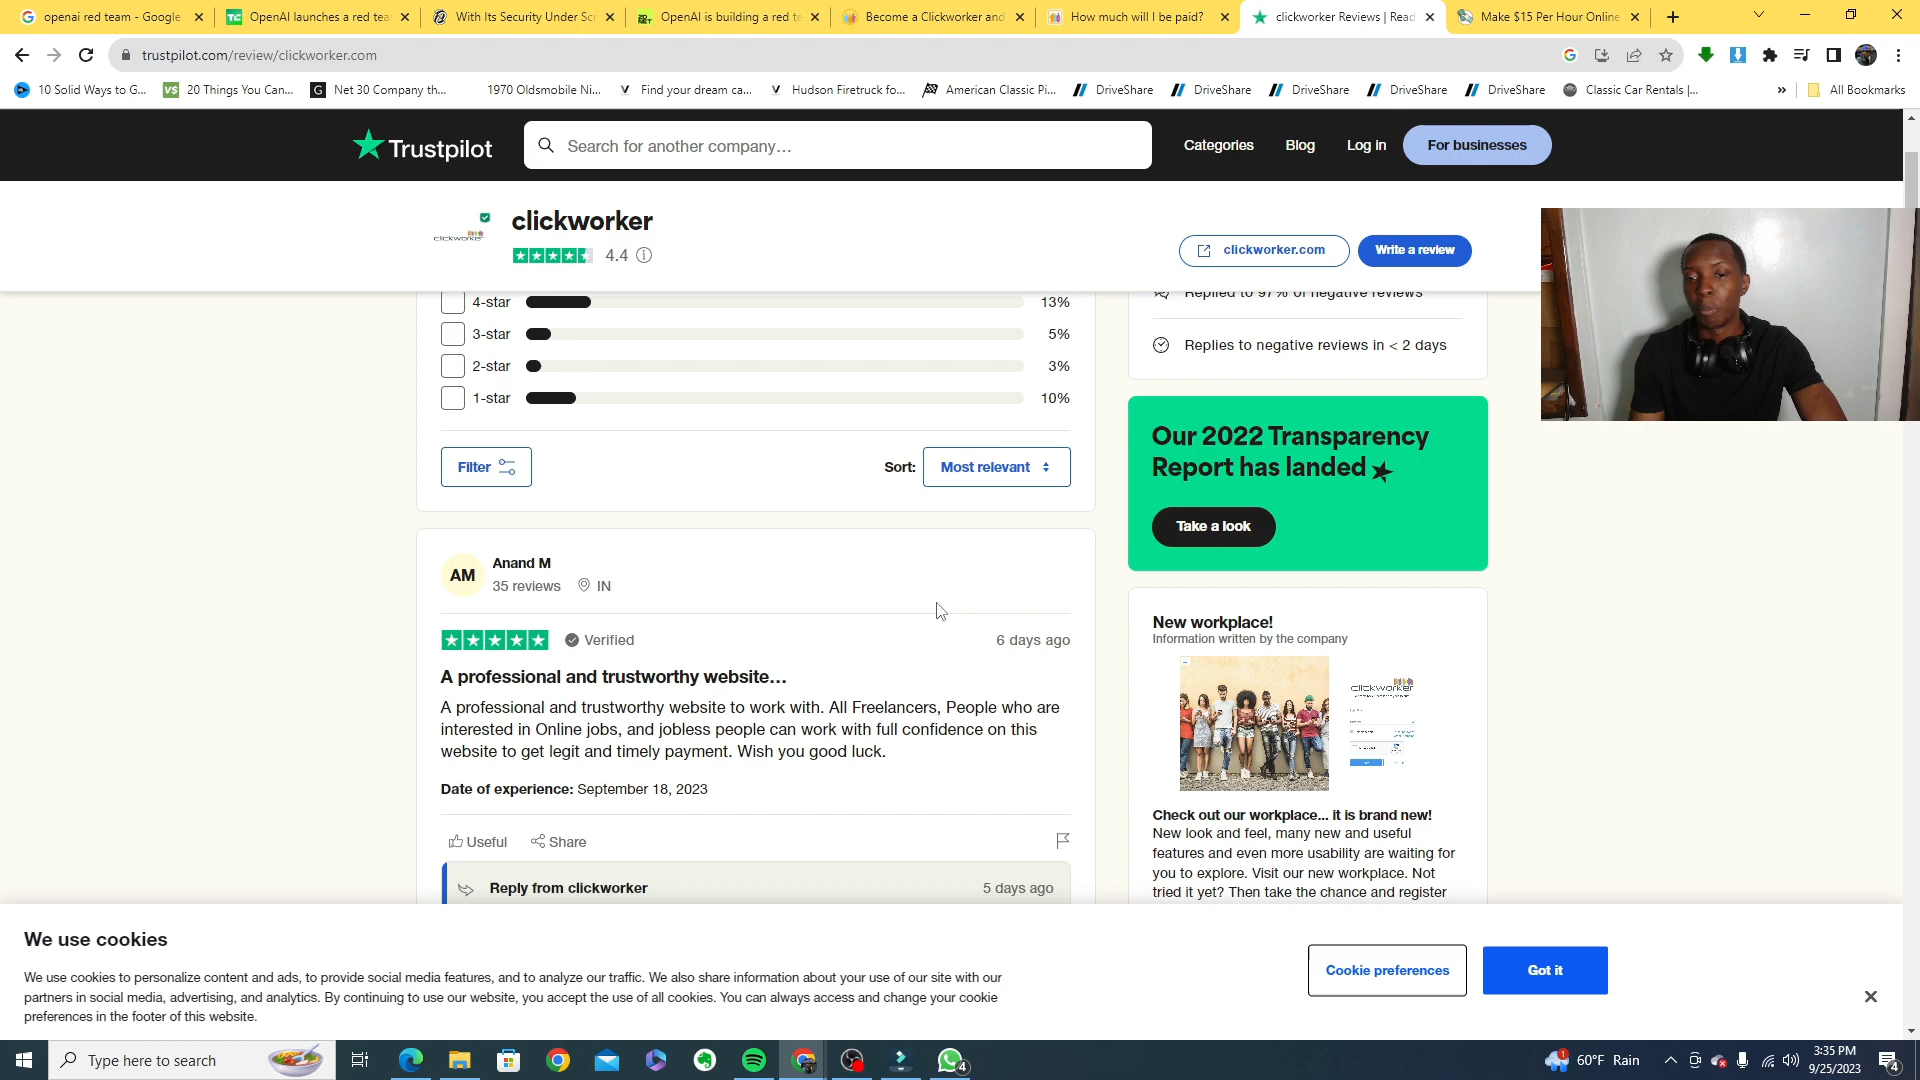 openai red team - Google
OpenAI launches a red tea
With Its Security Under Scr
OpenAI is building a red te
Become a Clickworker and
How much will I be paid?
clickworker Reviews | Read
Make $15 Per Hour Online
trustpilot.com/review/clickworker.com
10 Solid Ways to G...
20 Things You Can...
Net 30 Company th...
1970 Oldsmobile Ni...
Find your dream ca...
Hudson Firetruck fo...
American Classic Pi...
DriveShare
DriveShare
DriveShare
DriveShare
DriveShare
Classic Car Rentals |...
»
All Bookmarks
Trustpilot
Search for another company...
Categories
Blog
Log in
For businesses
clickworker
clickworker
4.4
clickworker.com
Write a review
4-star 13%
3-star 5%
2-star 3%
1-star 10%
Filter
Sort: Most relevant
Replied to 97% of negative reviews
Replies to negative reviews in < 2 days
Our 2022 Transparency
Report has landed
Take a look
AM
Anand M
35 reviews IN
Verified
6 days ago
A professional and trustworthy website…
A professional and trustworthy website to work with. All Freelancers, People who are
interested in Online jobs, and jobless people can work with full confidence on this
website to get legit and timely payment. Wish you good luck.
Date of experience: September 18, 2023
Useful Share
Reply from clickworker 5 days ago
New workplace!
Information written by the company
clickworker
Check out our workplace... it is brand new!
New look and feel, many new and useful
features and even more usability are waiting for
you to explore. Visit our new workplace. Not
tried it yet? Then take the chance and register
We use cookies
We use cookies to personalize content and ads, to provide social media features, and to analyze our traffic. We also share information about your use of our site with our
partners in social media, advertising, and analytics. By continuing to use our website, you accept the use of all cookies. You can always access and change your cookie
preferences in the footer of this website.
Cookie preferences
Got it
Type here to search
4
1
60°F Rain
3:35 PM
9/25/2023
4